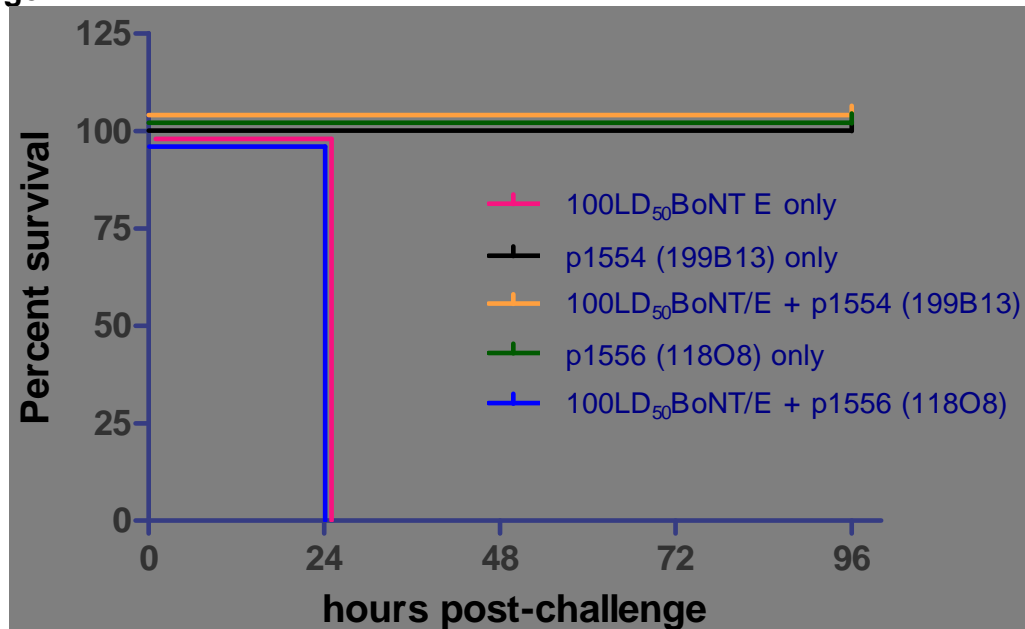 125
100
75
50
25
0
Percent survival
100LD₅₀BoNT E only
p1554 (199B13) only
100LD₅₀BoNT/E + p1554 (199B13)
p1556 (118O8) only
100LD₅₀BoNT/E + p1556 (118O8)
0 24 48 72 96
hours post-challenge